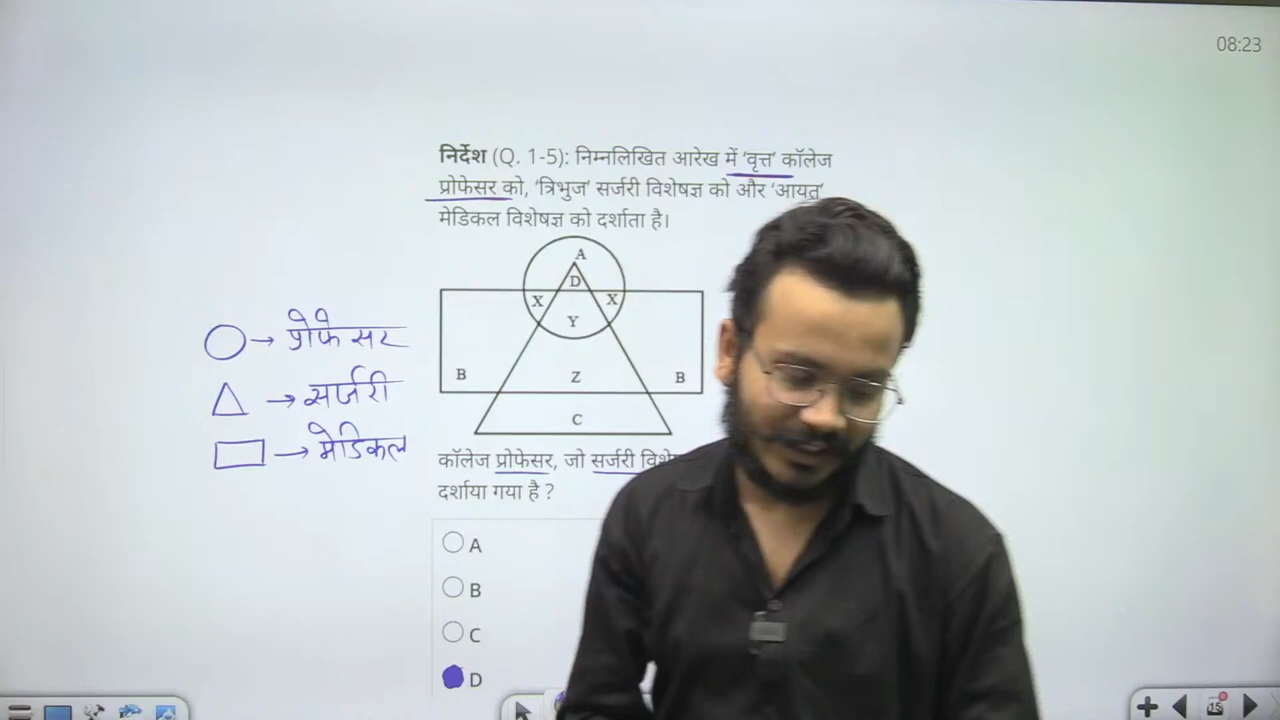 08:23
निर्देश (Q. 1-5): निम्नलिखित आरेख में 'वृत्त' कॉलेज
प्रोफेसर को, 'त्रिभुज' सर्जरी विशेषज्ञ को और 'आयत'
मेडिकल विशेषज्ञ को दर्शाता है।
A
D
X X
Y
B Z B
C
→ प्रोफेसर
→ सर्जरी
→ मेडिकल
कॉलेज प्रोफेसर, जो सर्जरी
दर्शाया गया है ?
A
B
C
D
15